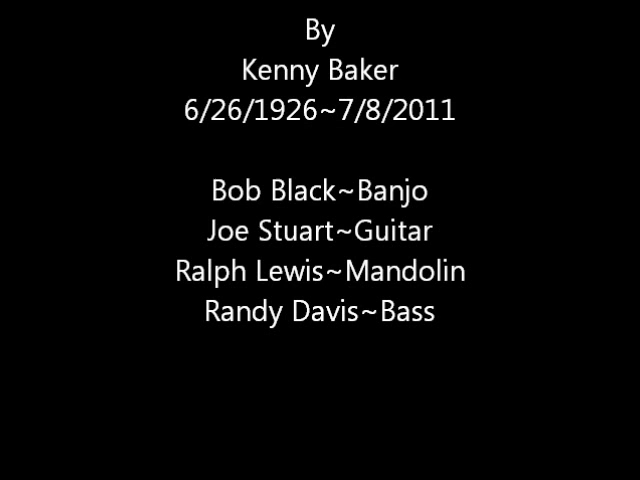 By
Kenny Baker
6/26/1926~7/8/2011
Bob Black~Banjo
Joe Stuart~Guitar
Ralph Lewis~Mandolin
Randy Davis~Bass